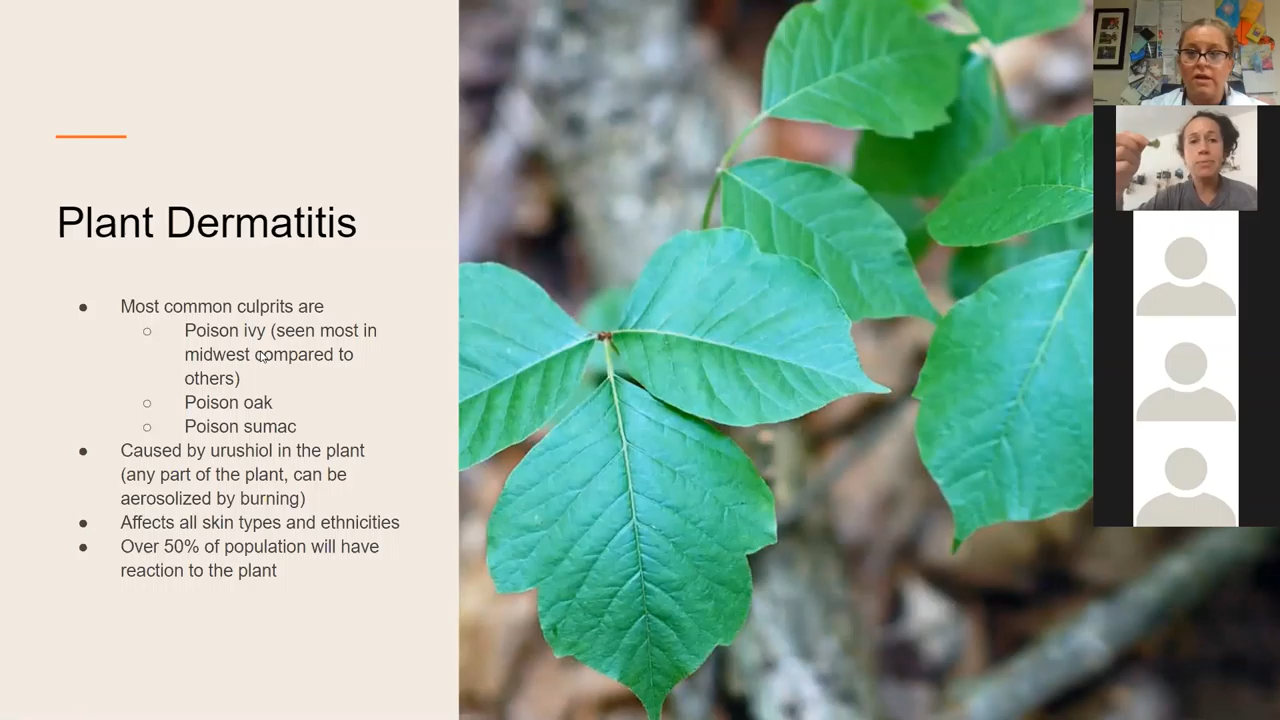 Plant Dermatitis
● Most common culprits are
○ Poison ivy (seen most in
midwest compared to
others)
○ Poison oak
○ Poison sumac
● Caused by urushiol in the plant
(any part of the plant, can be
aerosolized by burning)
● Affects all skin types and ethnicities
● Over 50% of population will have
reaction to the plant